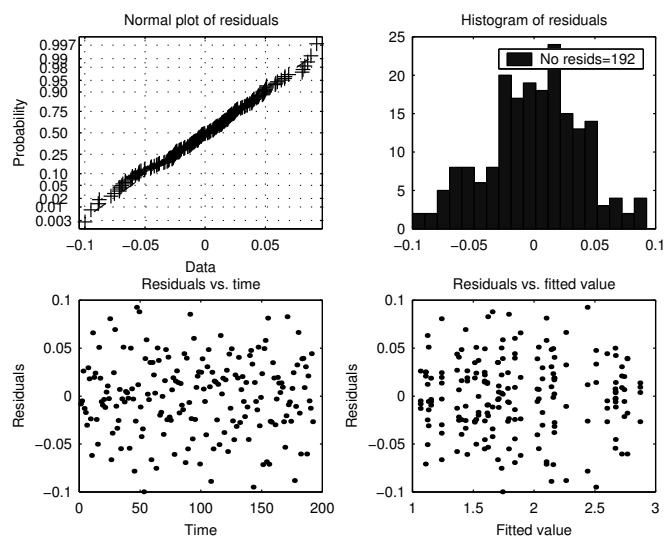 Normal plot of residuals
0.997
0.99
0.98
0.95
0.90
0.75
0.50
0.25
0.10
0.05
0.02
0.01
0.003
Probability
−0.1 −0.05 0 0.05
Data
Histogram of residuals
No resids=192
25
20
15
10
5
0
−0.1 −0.05 0 0.05 0.1
Residuals vs. time
0.1
0.05
0
−0.05
−0.1
Residuals
0 50 100 150 200
Time
Residuals vs. fitted value
0.1
0.05
0
−0.05
−0.1
Residuals
1 1.5 2 2.5 3
Fitted value